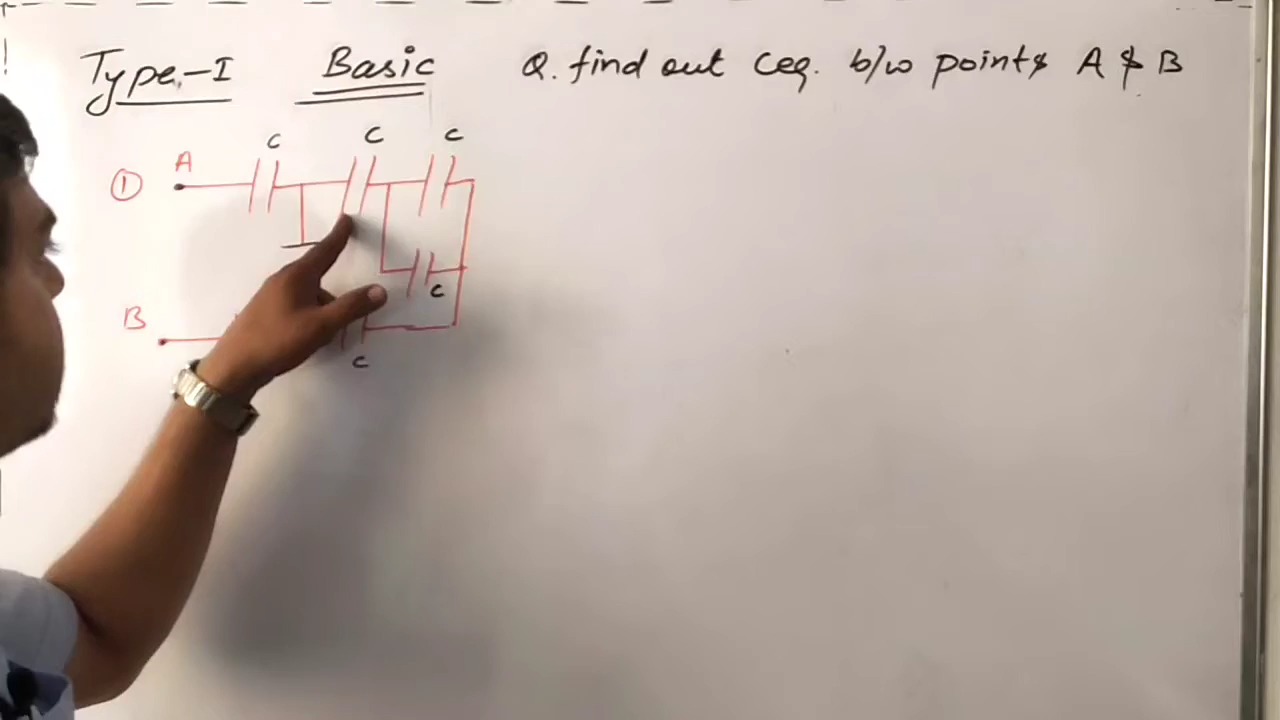 Type-I Basic Q. find out Ceq. b/w points A & B
C C C
① A
C
B
C